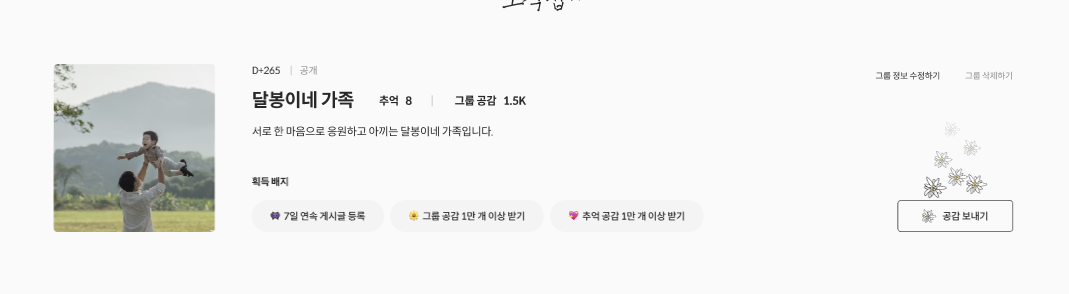 D+265 | 공개
그룹 정보 수정하기 그룹 삭제하기
달봉이네 가족 추억 8 | 그룹 공감 1.5K
서로 한 마음으로 응원하고 아끼는 달봉이네 가족입니다.
획득 배지
👾 7일 연속 게시글 등록 🌼 그룹 공감 1만 개 이상 받기 💖 추억 공감 1만 개 이상 받기
공감 보내기